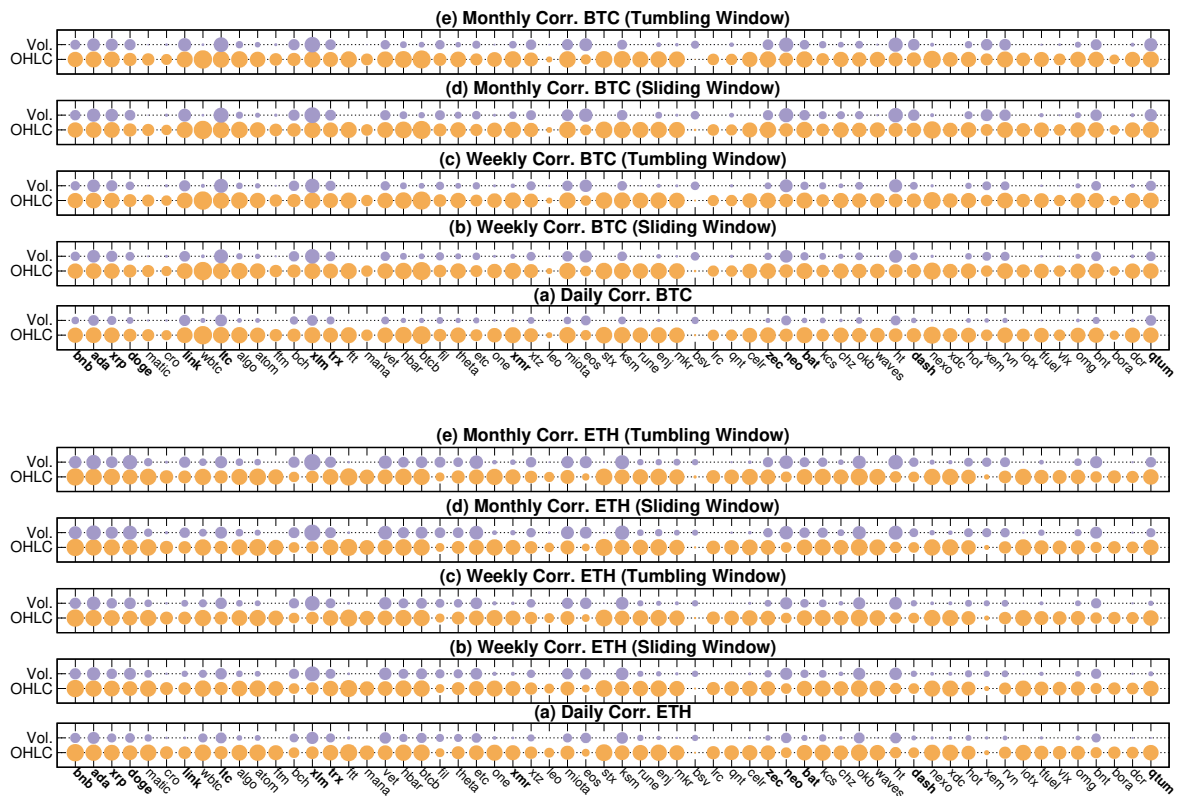 (e) Monthly Corr. BTC (Tumbling Window)
Vol.
OHLC
(d) Monthly Corr. BTC (Sliding Window)
Vol.
OHLC
(c) Weekly Corr. BTC (Tumbling Window)
Vol.
OHLC
(b) Weekly Corr. BTC (Sliding Window)
Vol.
OHLC
(a) Daily Corr. BTC
Vol.
OHLC
bnb ada xrp doge matic cro link wbtc ltc algo atom ftm bch xlm trx ftt mana vet hbar btcb fil theta etc one xmr xtz leo miota eos stx ksm rune enj mkr bsv lrc qnt celr zec neo bat kcs chz okb waves ht dash nexo xdc hot xem rvn iotx tfuel vlx omg bnt bora dcr qtum
(e) Monthly Corr. ETH (Tumbling Window)
Vol.
OHLC
(d) Monthly Corr. ETH (Sliding Window)
Vol.
OHLC
(c) Weekly Corr. ETH (Tumbling Window)
Vol.
OHLC
(b) Weekly Corr. ETH (Sliding Window)
Vol.
OHLC
(a) Daily Corr. ETH
Vol.
OHLC
bnb ada xrp doge matic cro link wbtc ltc algo atom ftm bch xlm trx ftt mana vet hbar btcb fil theta etc one xmr xtz leo miota eos stx ksm rune enj mkr bsv lrc qnt celr zec neo bat kcs chz okb waves ht dash nexo xdc hot xem rvn iotx tfuel vlx omg bnt bora dcr qtum